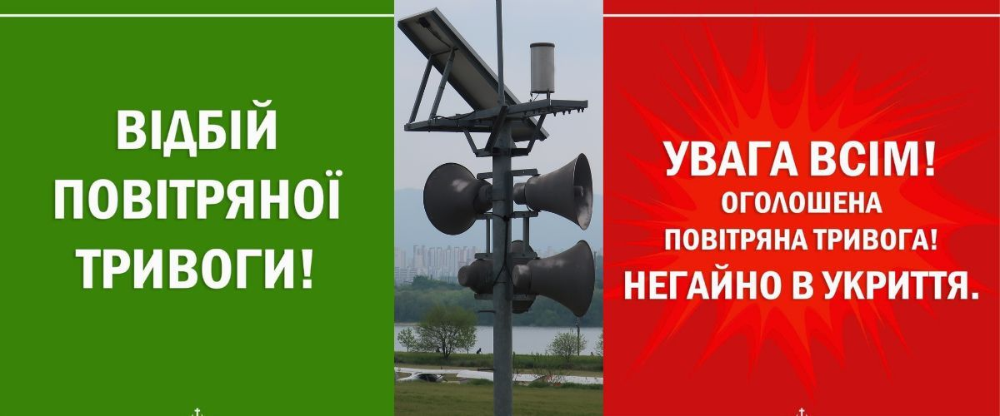 ВІДБІЙ
ПОВІТРЯНОЇ
ТРИВОГИ!
УВАГА ВСІМ!
ОГОЛОШЕНА
ПОВІТРЯНА ТРИВОГА!
НЕГАЙНО В УКРИТТЯ.